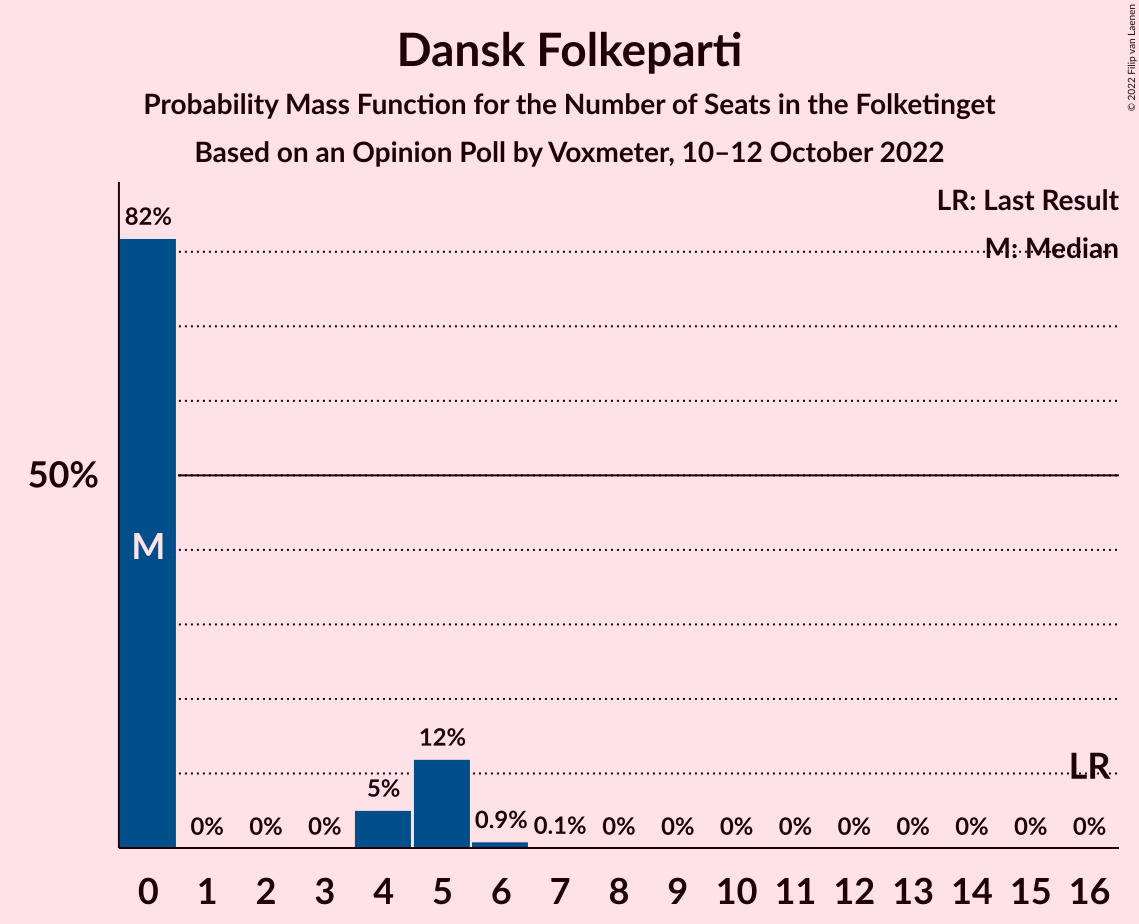 Dansk Folkeparti
Probability Mass Function for the Number of Seats in the Folketinget
Based on an Opinion Poll by Voxmeter, 10–12 October 2022
© 2022 Filip van Laenen
LR: Last Result
M: Median
82%
50%
M
12%
LR
5%
0% 0% 0% 0.9% 0.1% 0% 0% 0% 0% 0% 0% 0% 0% 0%
0 1 2 3 4 5 6 7 8 9 10 11 12 13 14 15 16